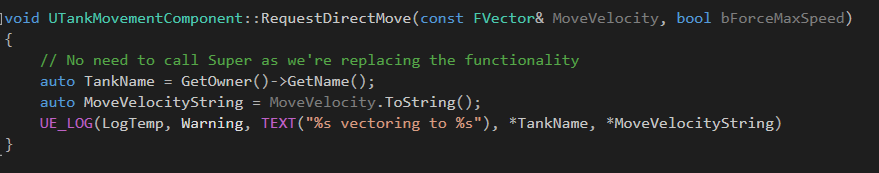 void UTankMovementComponent::RequestDirectMove(const FVector& MoveVelocity, bool bForceMaxSpeed)
{
// No need to call Super as we're replacing the functionality
auto TankName = GetOwner()->GetName();
auto MoveVelocityString = MoveVelocity.ToString();
UE_LOG(LogTemp, Warning, TEXT("%s vectoring to %s"), *TankName, *MoveVelocityString)
}